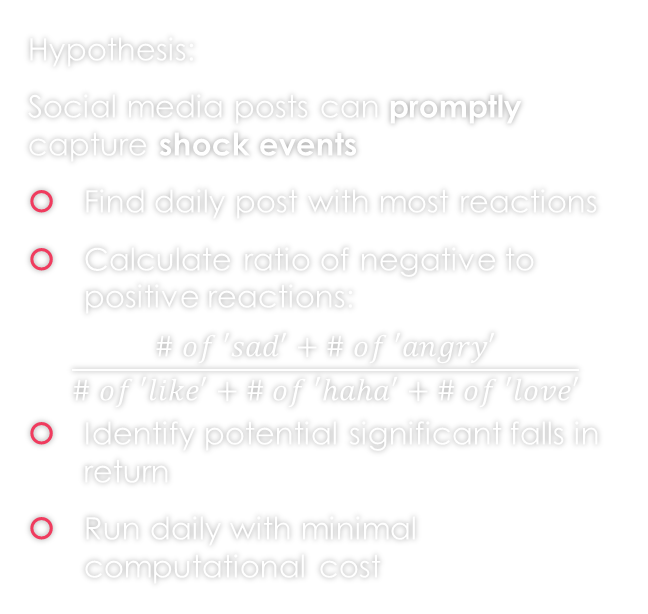 Hypothesis:
Social media posts can promptly
capture shock events
Find daily post with most reactions
Calculate ratio of negative to
positive reactions:
# of 'sad' + # of 'angry'
# of 'like' + # of 'haha' + # of 'love'
Identify potential significant falls in
return
Run daily with minimal
computational cost